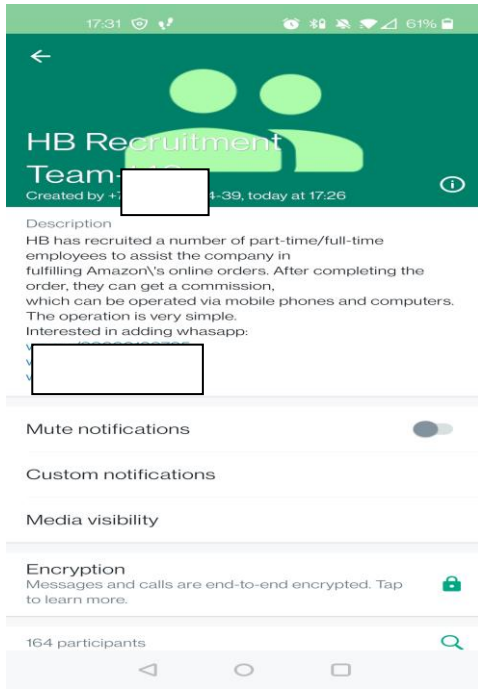 17:31 61%
HB Recruitment
Team-
Created by +7 4-39, today at 17:26
Description
HB has recruited a number of part-time/full-time
employees to assist the company in
fulfilling Amazon\'s online orders. After completing the
order, they can get a commission,
which can be operated via mobile phones and computers.
The operation is very simple.
Interested in adding whasapp:
Mute notifications
Custom notifications
Media visibility
Encryption
Messages and calls are end-to-end encrypted. Tap
to learn more.
164 participants